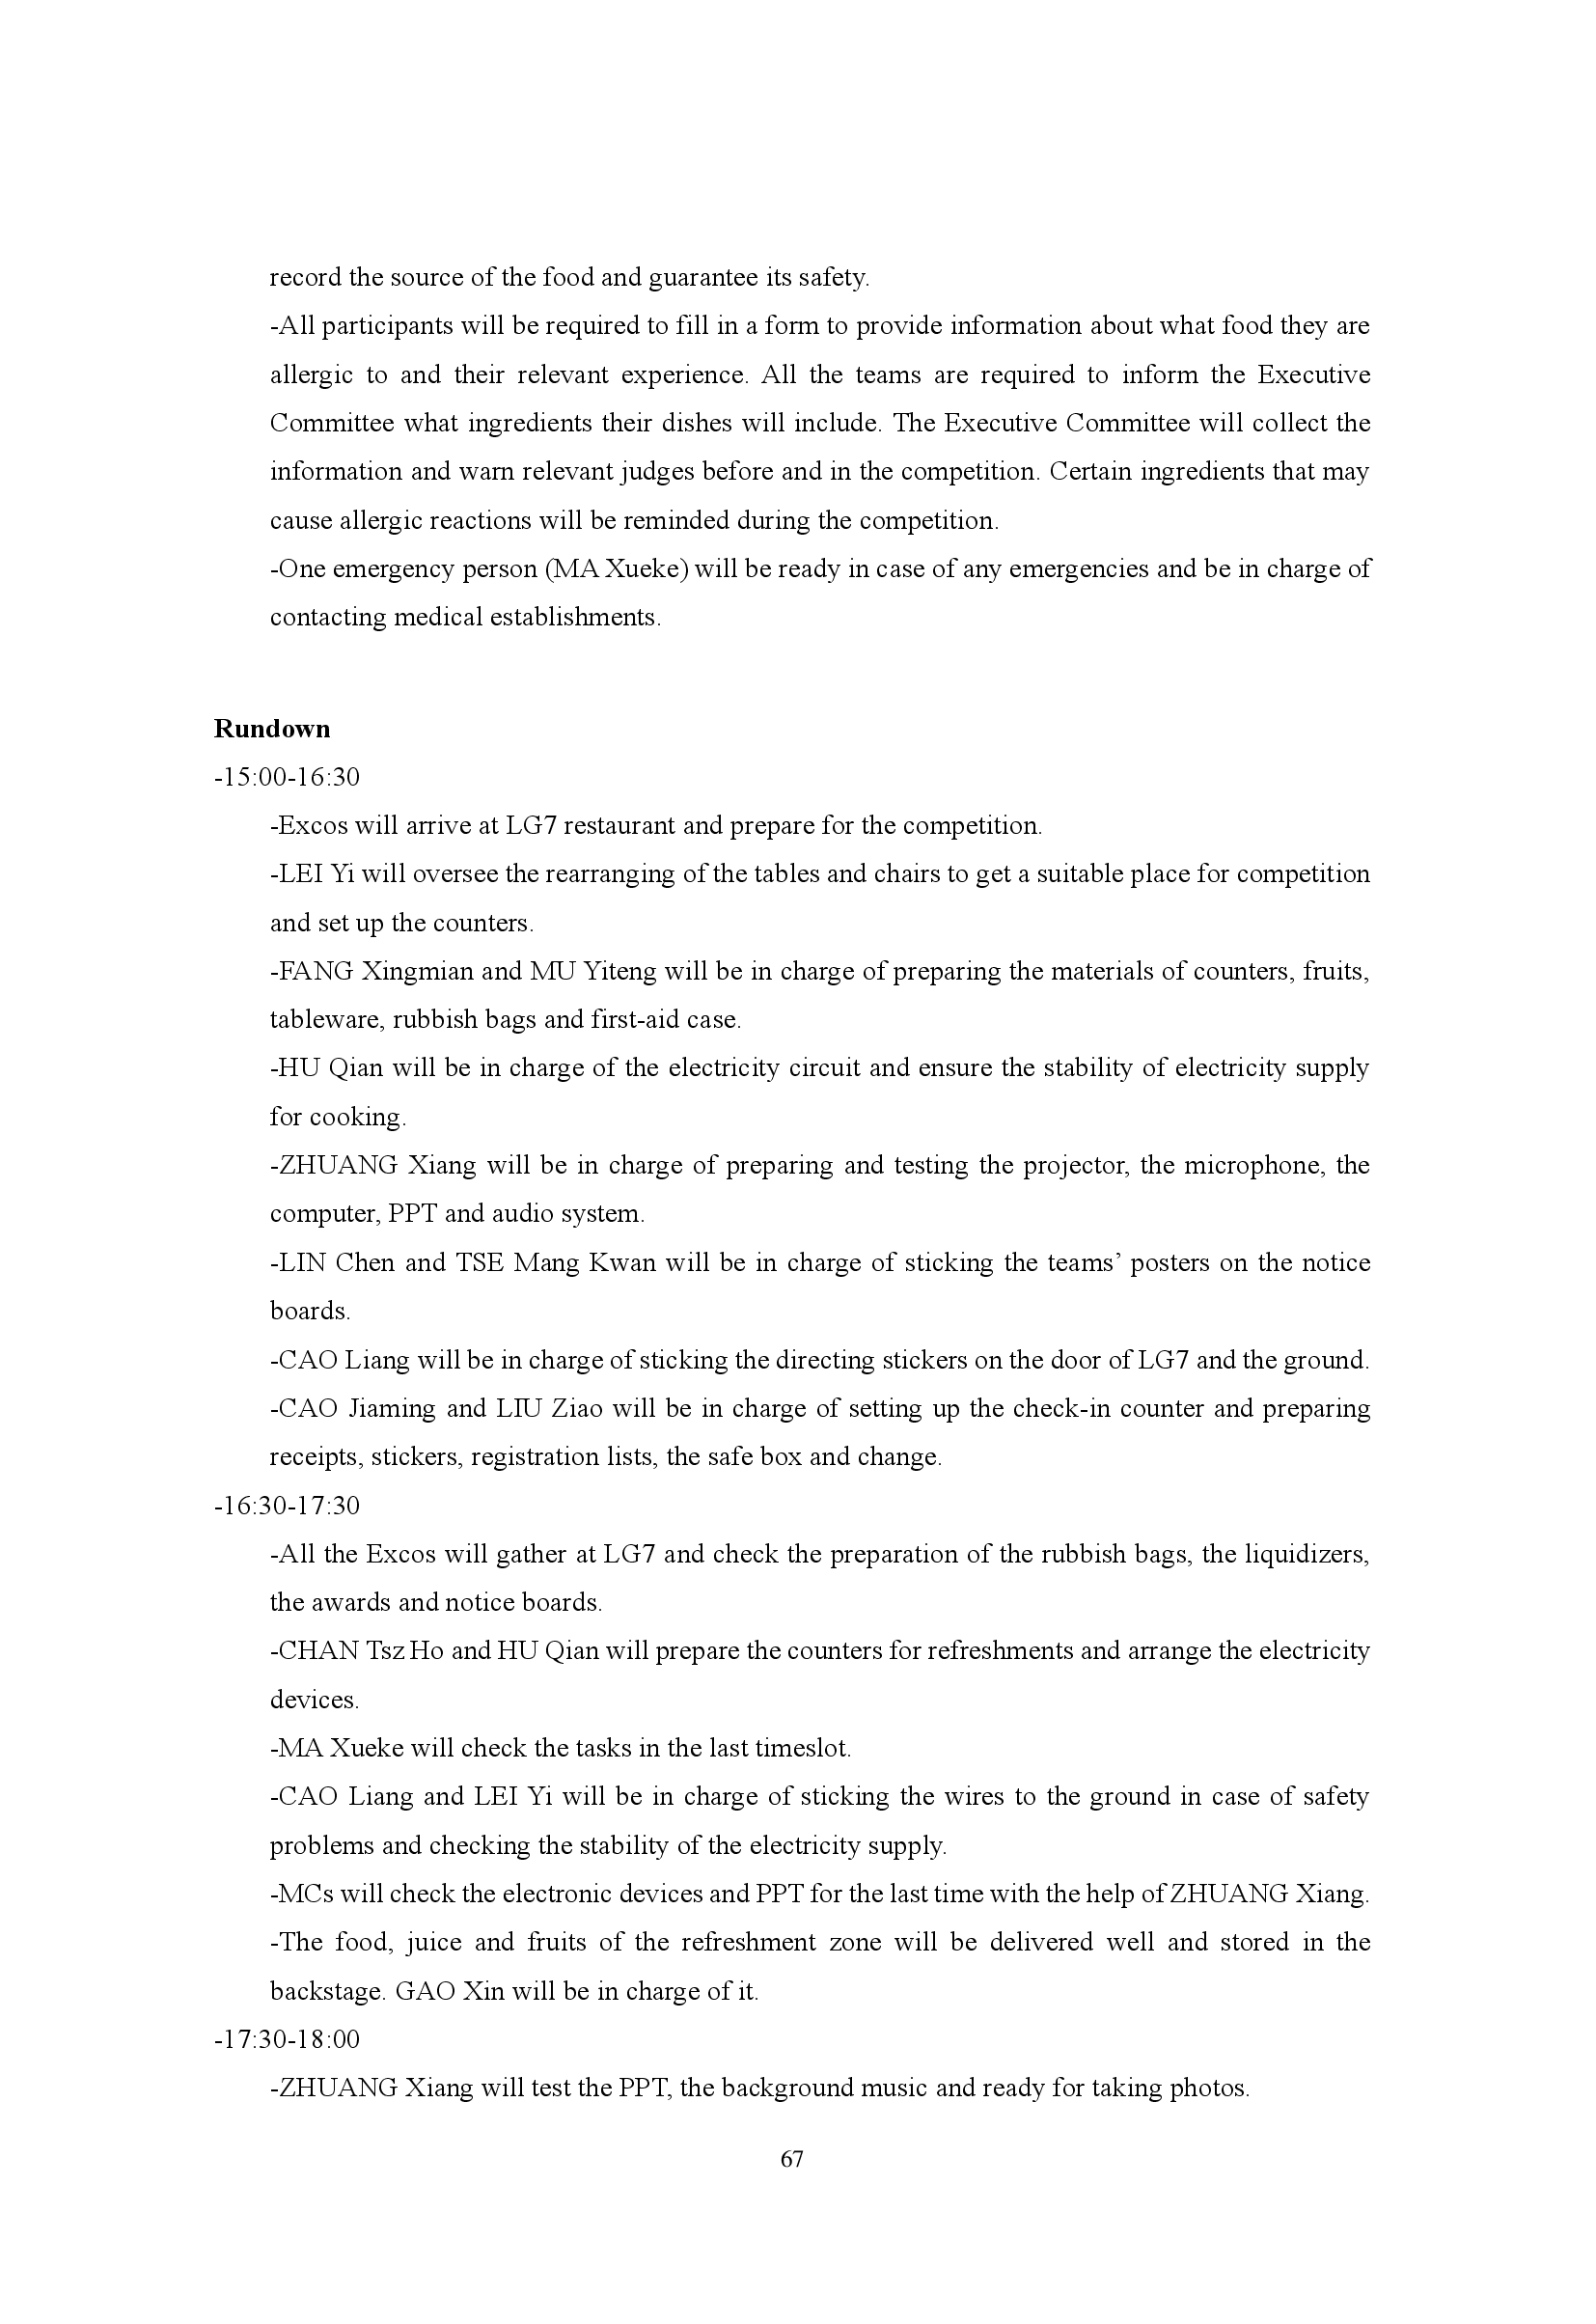 record the source of the food and guarantee its safety.
-All participants will be required to fill in a form to provide information about what food they are
allergic to and their relevant experience. All the teams are required to inform the Executive
Committee what ingredients their dishes will include. The Executive Committee will collect the
information and warn relevant judges before and in the competition. Certain ingredients that may
cause allergic reactions will be reminded during the competition.
-One emergency person (MA Xueke) will be ready in case of any emergencies and be in charge of
contacting medical establishments.
Rundown
-15:00-16:30
-Excos will arrive at LG7 restaurant and prepare for the competition.
-LEI Yi will oversee the rearranging of the tables and chairs to get a suitable place for competition
and set up the counters.
-FANG Xingmian and MU Yiteng will be in charge of preparing the materials of counters, fruits,
tableware, rubbish bags and first-aid case.
-HU Qian will be in charge of the electricity circuit and ensure the stability of electricity supply
for cooking.
-ZHUANG Xiang will be in charge of preparing and testing the projector, the microphone, the
computer, PPT and audio system.
-LIN Chen and TSE Mang Kwan will be in charge of sticking the teams’ posters on the notice
boards.
-CAO Liang will be in charge of sticking the directing stickers on the door of LG7 and the ground.
-CAO Jiaming and LIU Ziao will be in charge of setting up the check-in counter and preparing
receipts, stickers, registration lists, the safe box and change.
-16:30-17:30
-All the Excos will gather at LG7 and check the preparation of the rubbish bags, the liquidizers,
the awards and notice boards.
-CHAN Tsz Ho and HU Qian will prepare the counters for refreshments and arrange the electricity
devices.
-MA Xueke will check the tasks in the last timeslot.
-CAO Liang and LEI Yi will be in charge of sticking the wires to the ground in case of safety
problems and checking the stability of the electricity supply.
-MCs will check the electronic devices and PPT for the last time with the help of ZHUANG Xiang.
-The food, juice and fruits of the refreshment zone will be delivered well and stored in the
backstage. GAO Xin will be in charge of it.
-17:30-18:00
-ZHUANG Xiang will test the PPT, the background music and ready for taking photos.
67